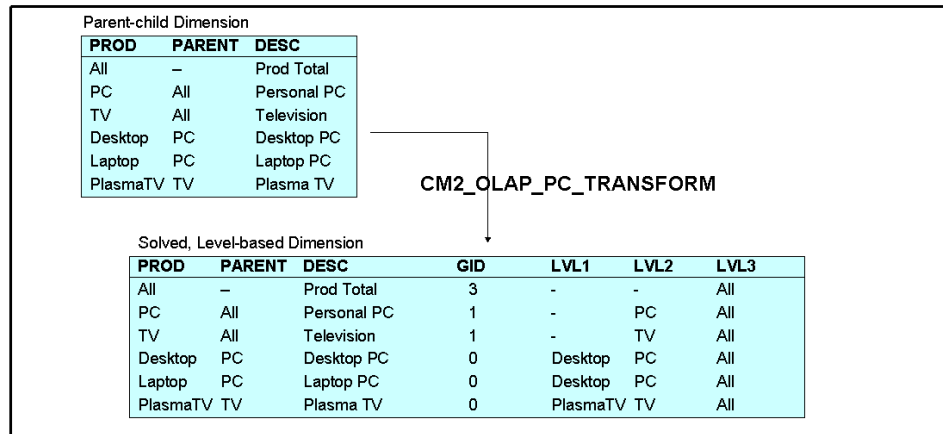 Parent-child Dimension
PROD PARENT DESC
All – Prod Total
PC All Personal PC
TV All Television
Desktop PC Desktop PC
Laptop PC Laptop PC
PlasmaTV TV Plasma TV
CM2_OLAP_PC_TRANSFORM
Solved, Level-based Dimension
PROD PARENT DESC GID LVL1 LVL2 LVL3
All – Prod Total 3 - - All
PC All Personal PC 1 - PC All
TV All Television 1 - TV All
Desktop PC Desktop PC 0 Desktop PC All
Laptop PC Laptop PC 0 Desktop PC All
PlasmaTV TV Plasma TV 0 PlasmaTV TV All